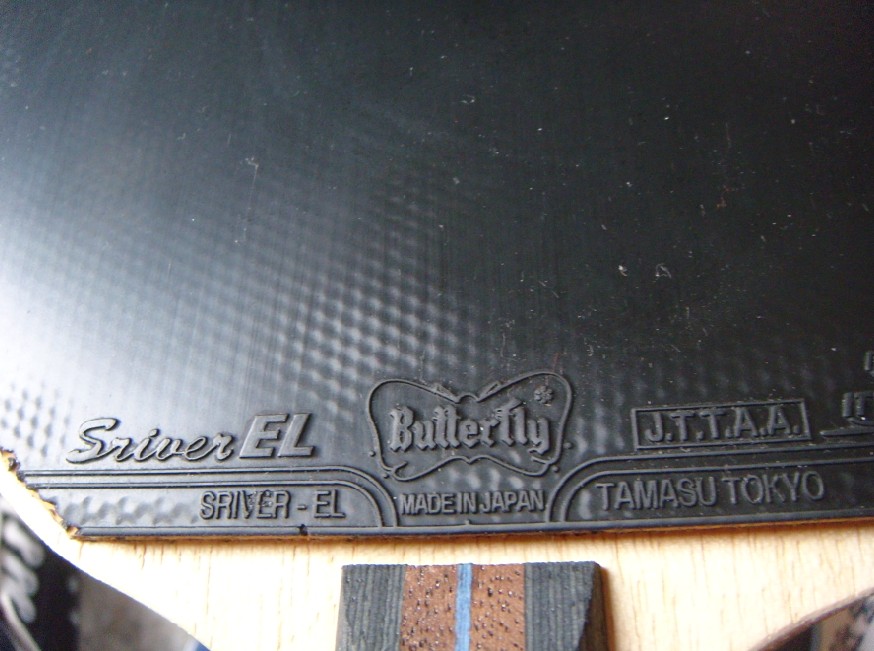 Sriver EL
Butterfly
J.T.T.A.A.
SRIVER - EL
MADE IN JAPAN
TAMASU TOKYO